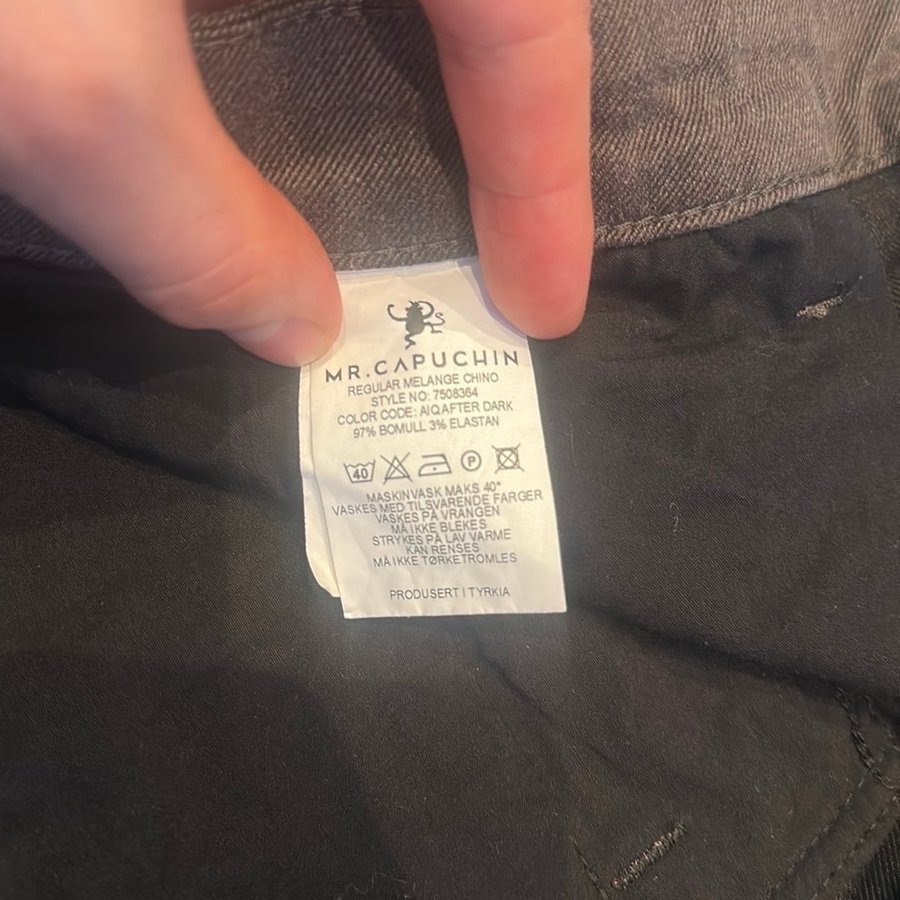 MR.CAPUCHIN
REGULAR MELANGE CHINO
STYLE NO: 7508364
COLOR CODE: AIQAFTER DARK
97% BOMULL 3% ELASTAN
40 P
MASKINVASK MAKS 40°
VASKES MED TILSVARENDE FARGER
VASKES PÅ VRANGEN
MÅ IKKE BLEKES
STRYKES PÅ LAV VARME
KAN RENSES
MÅ IKKE TØRKETROMLES
PRODUSERT I TYRKIA